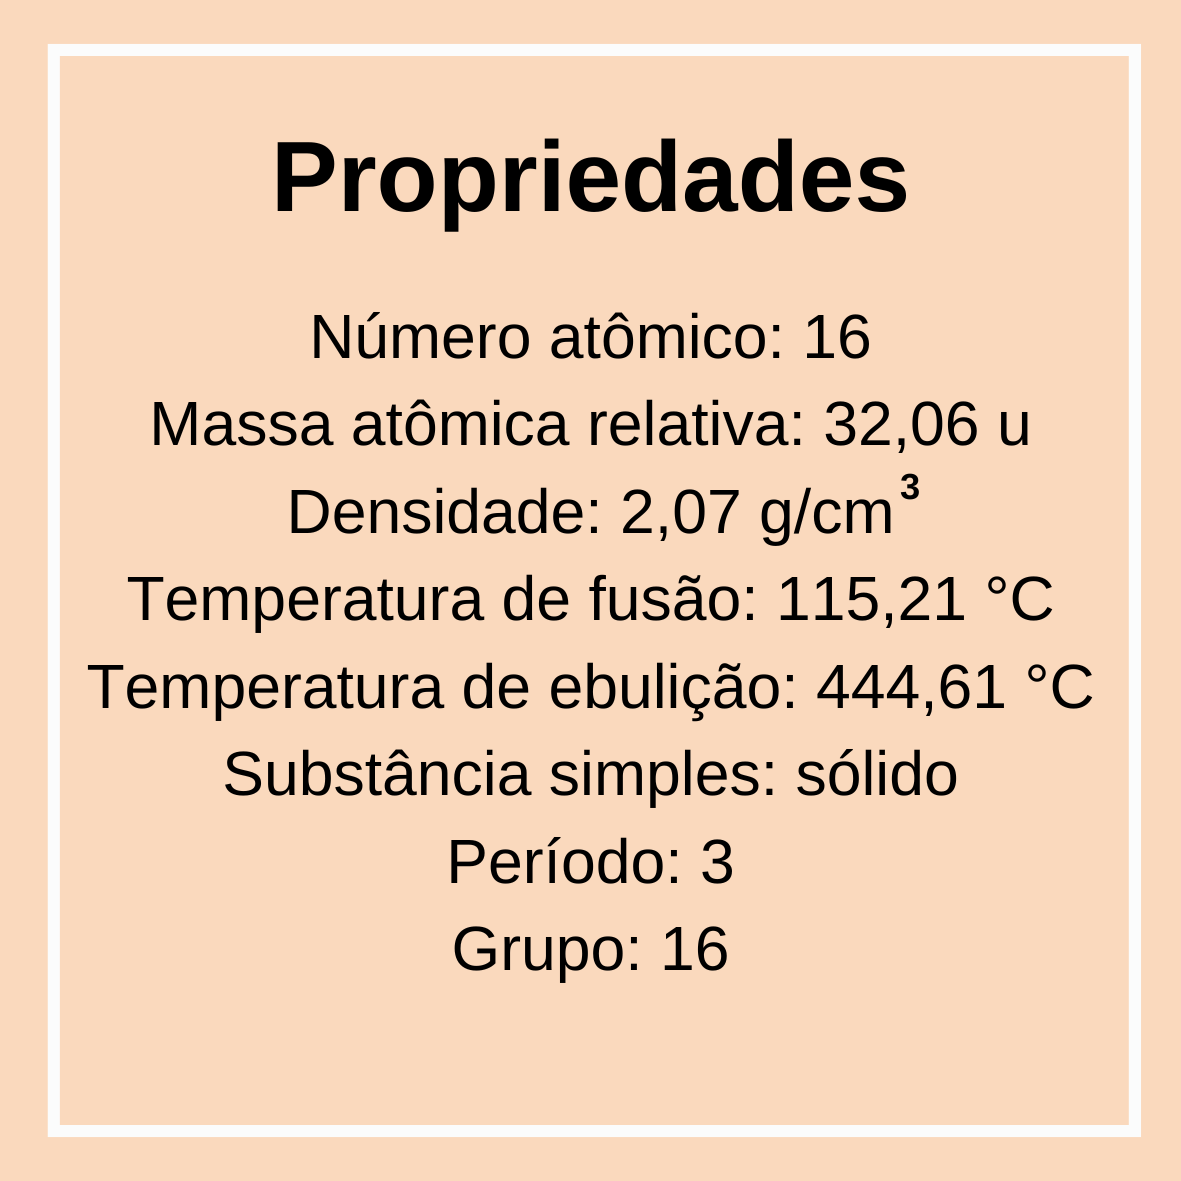 Propriedades
Número atômico: 16
Massa atômica relativa: 32,06 u
Densidade: 2,07 g/cm³
Temperatura de fusão: 115,21 °C
Temperatura de ebulição: 444,61 °C
Substância simples: sólido
Período: 3
Grupo: 16